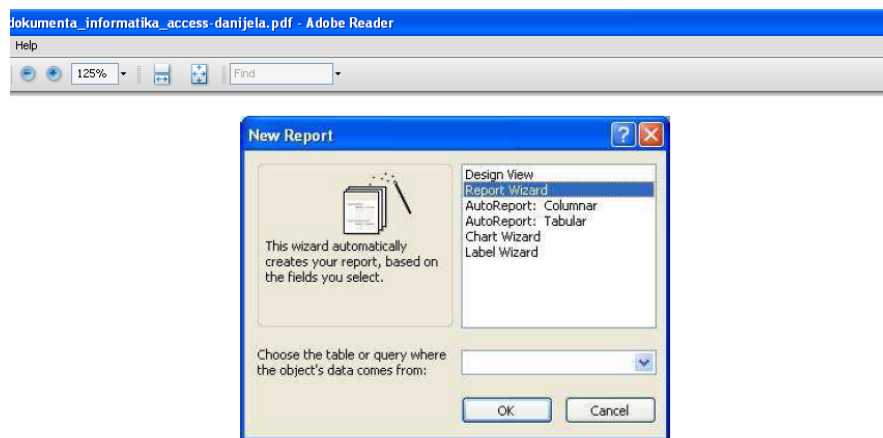 dokumenta_informatika_access-danijela.pdf - Adobe Reader
Help
125%
Find
New Report
Design View
Report Wizard
AutoReport: Columnar
AutoReport: Tabular
Chart Wizard
Label Wizard
This wizard automatically
creates your report, based on
the fields you select.
Choose the table or query where
the object's data comes from:
OK
Cancel